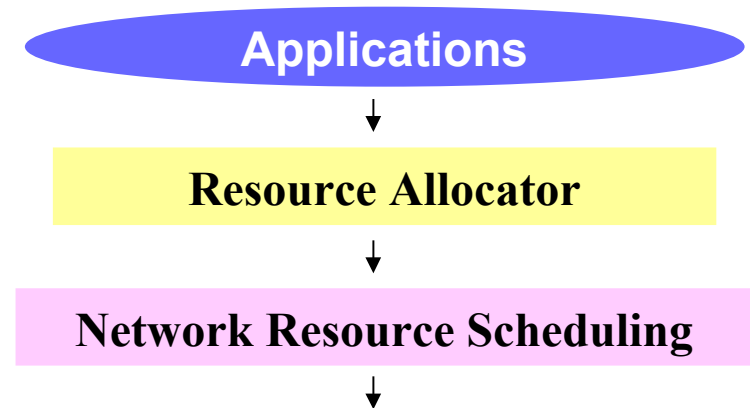 Applications
Resource Allocator
Network Resource Scheduling